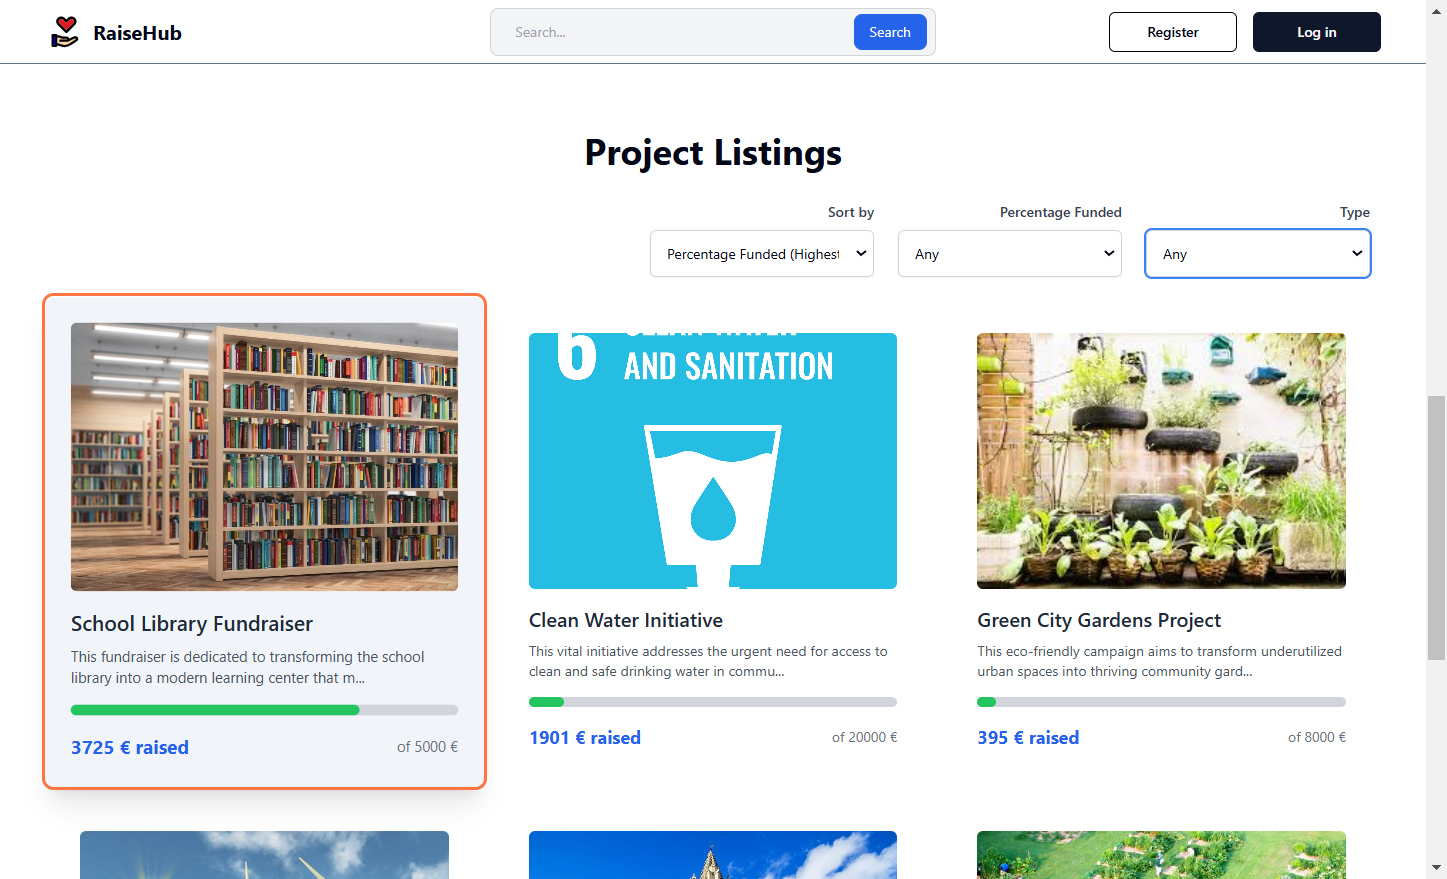 RaiseHub
Search...
Search
Register
Log in
Project Listings
Sort by
Percentage Funded
Type
Percentage Funded (Highest
Any
Any
6
AND SANITATION
School Library Fundraiser
This fundraiser is dedicated to transforming the school
library into a modern learning center that m...
3725 € raised
of 5000 €
Clean Water Initiative
This vital initiative addresses the urgent need for access to
clean and safe drinking water in commu...
1901 € raised
of 20000 €
Green City Gardens Project
This eco-friendly campaign aims to transform underutilized
urban spaces into thriving community gard...
395 € raised
of 8000 €